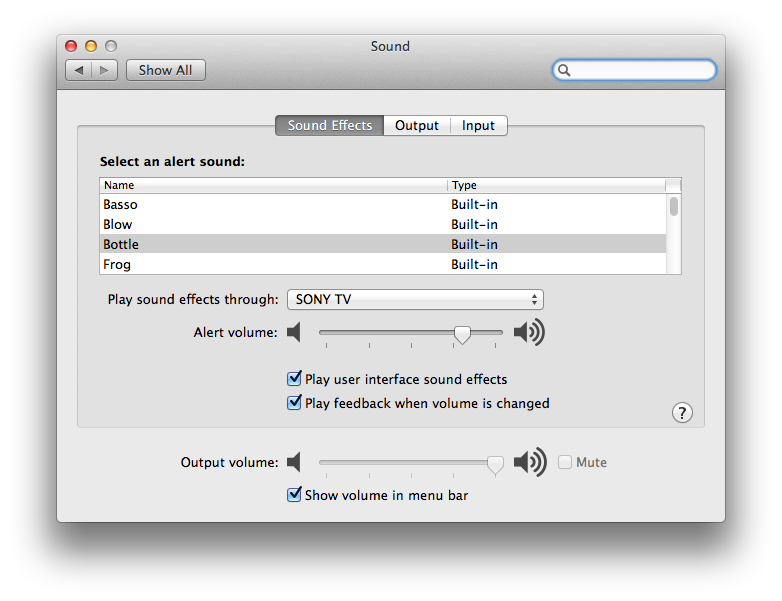 Sound
Show All
Sound Effects Output Input
Select an alert sound:
Name Type
Basso Built-in
Blow Built-in
Bottle Built-in
Frog Built-in
Play sound effects through: SONY TV
Alert volume:
Play user interface sound effects
Play feedback when volume is changed
?
Output volume: Mute
Show volume in menu bar